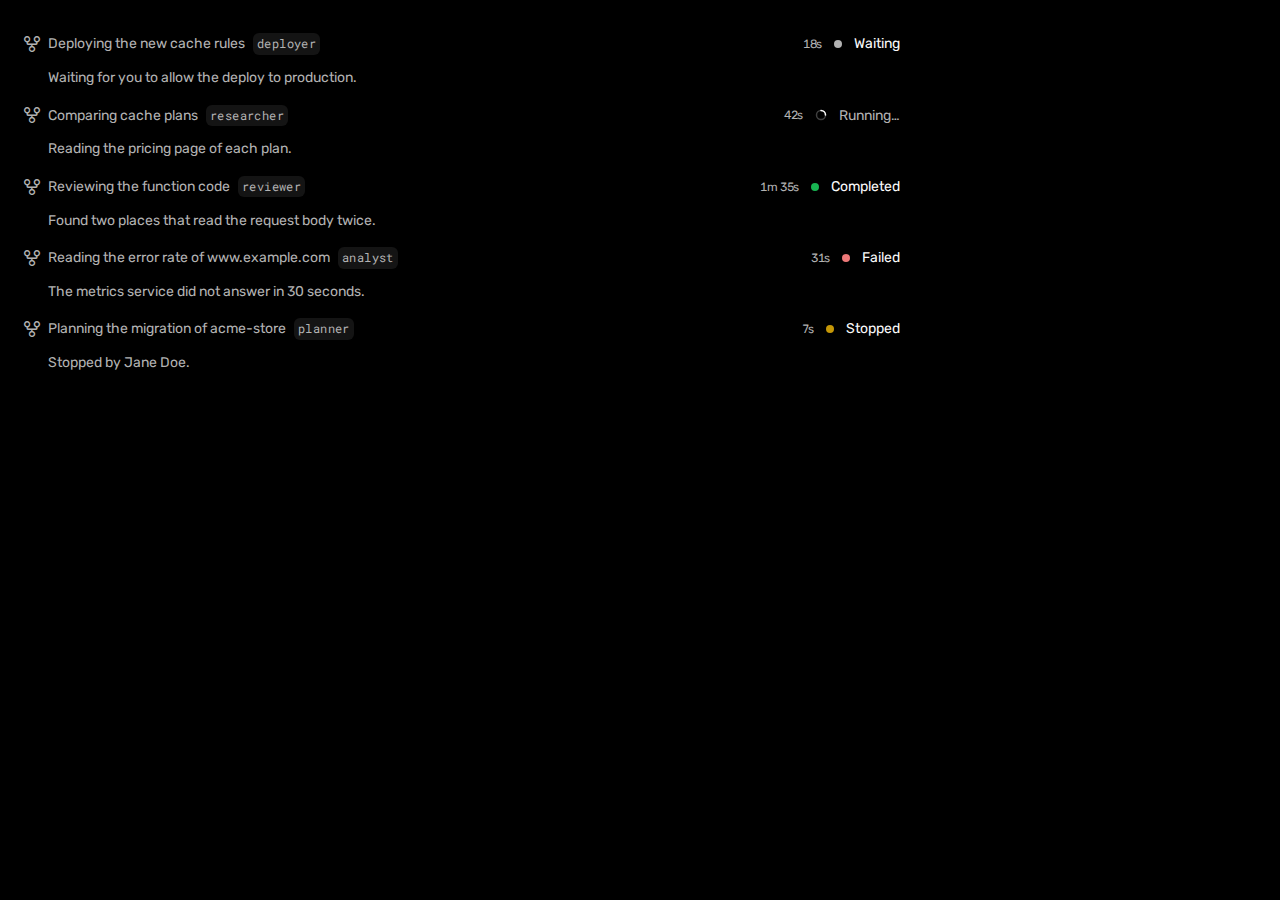 Deploying the new cache rules deployer 18s Waiting
Waiting for you to allow the deploy to production.
Comparing cache plans researcher 42s Running…
Reading the pricing page of each plan.
Reviewing the function code reviewer 1m 35s Completed
Found two places that read the request body twice.
Reading the error rate of www.example.com analyst 31s Failed
The metrics service did not answer in 30 seconds.
Planning the migration of acme-store planner 7s Stopped
Stopped by Jane Doe.